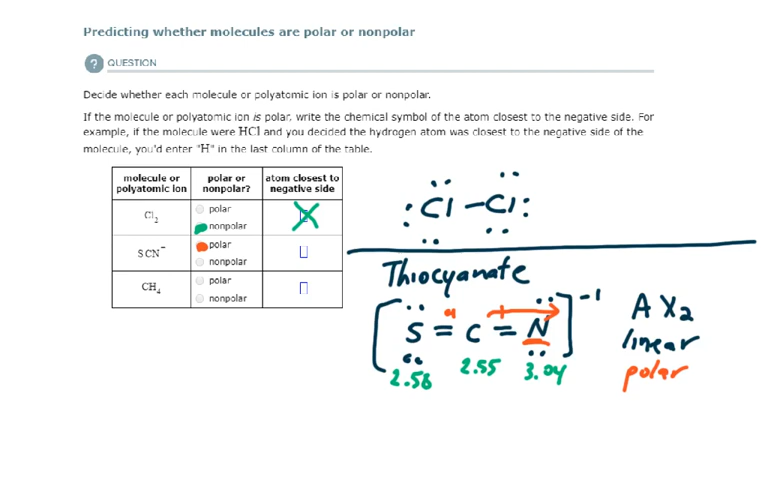 Predicting whether molecules are polar or nonpolar
? QUESTION
Decide whether each molecule or polyatomic ion is polar or nonpolar.
If the molecule or polyatomic ion is polar, write the chemical symbol of the atom closest to the negative side. For
example, if the molecule were HCl and you decided the hydrogen atom was closest to the negative side of the
molecule, you'd enter "H" in the last column of the table.
molecule or polyatomic ion
polar or nonpolar?
atom closest to negative side
Cl2
polar
nonpolar
SCN−
polar
nonpolar
CH4
polar
nonpolar
:Cl–Cl:
Thiocyanate
[S=C=N]-1
2.58 2.55 3.04
AX2
linear
polar